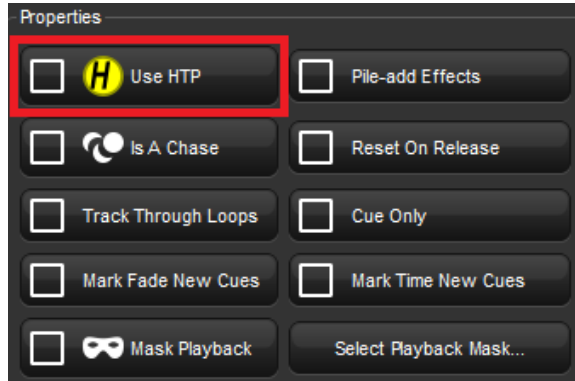 Properties
H Use HTP
Pile-add Effects
Is A Chase
Reset On Release
Track Through Loops
Cue Only
Mark Fade New Cues
Mark Time New Cues
Mask Playback
Select Playback Mask...